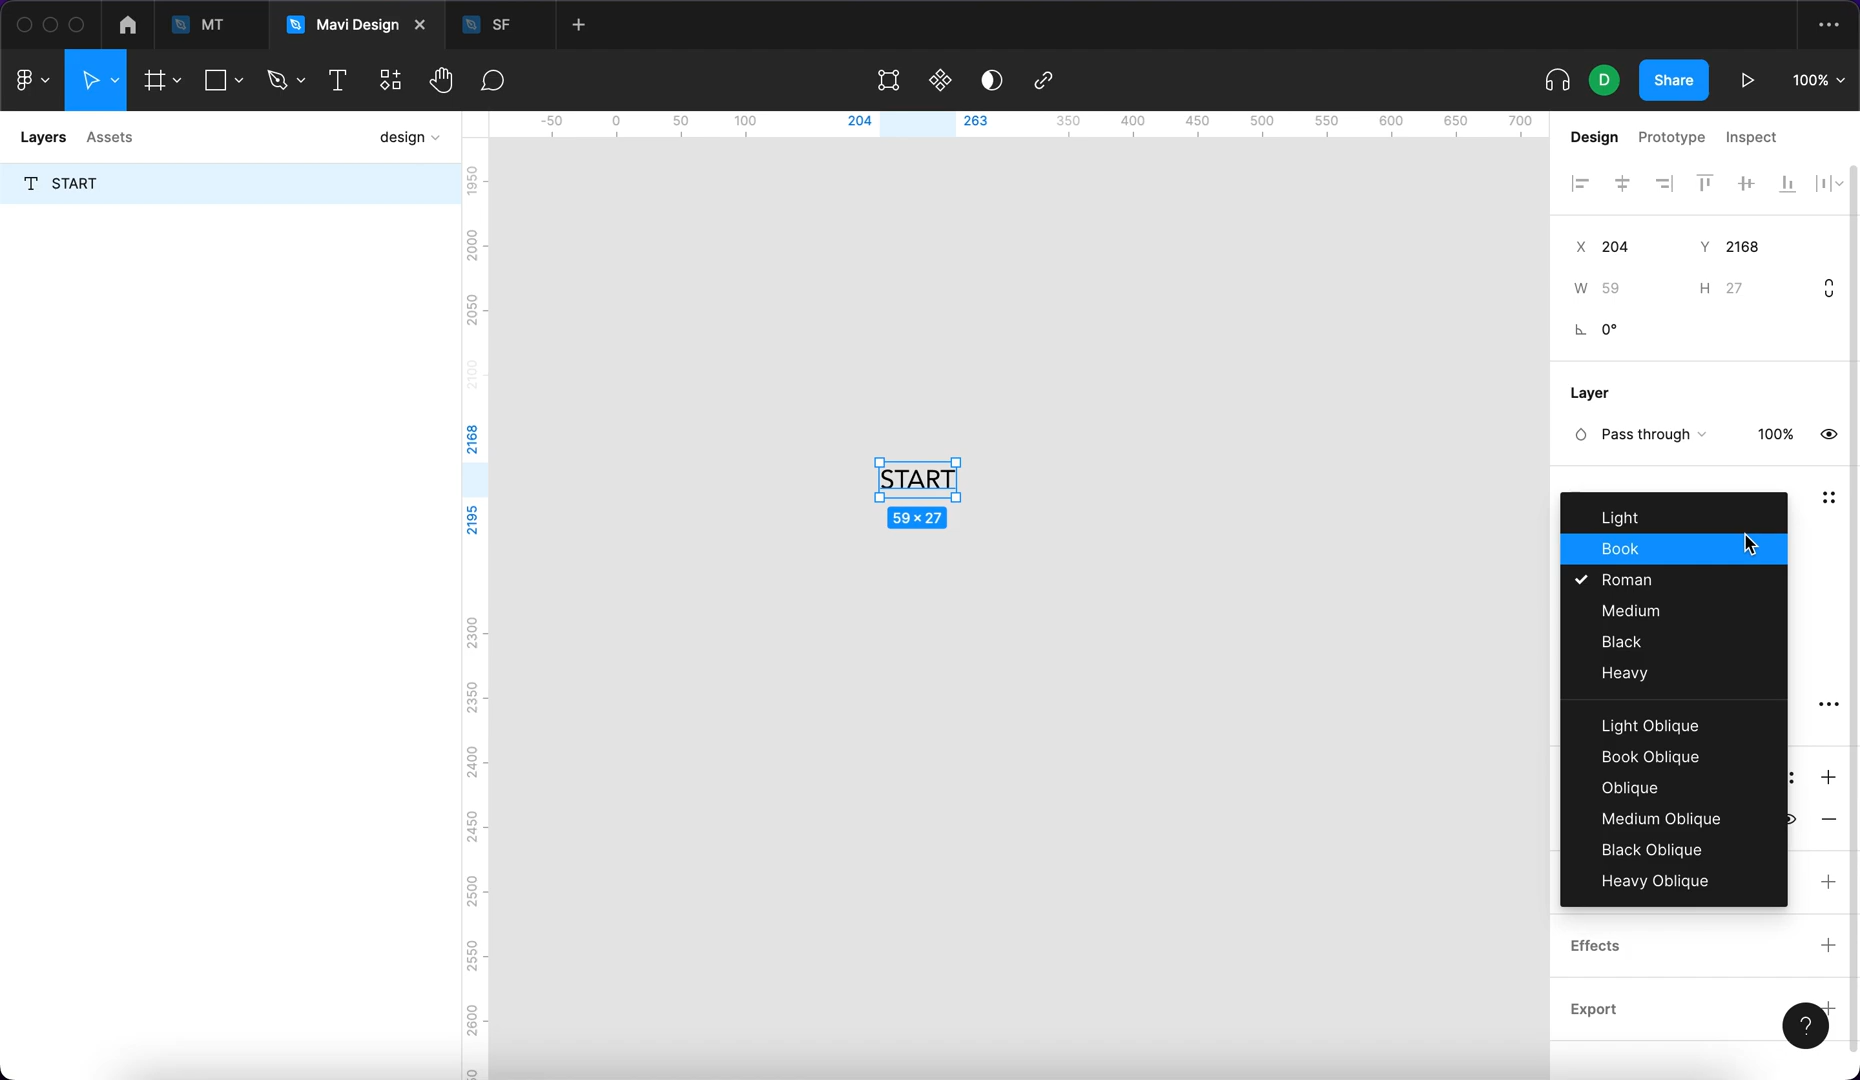 MT
Mavi Design
SF
D
Share
100%
Layers
Assets
design
START
-50 0 50 100 204 263 350 400 450 500 550 600 650 700
1950
2000
2050
2100
2168
2195
2300
2350
2400
2450
2500
2550
2600
START
59 × 27
Design
Prototype
Inspect
X 204
Y 2168
W 59
H 27
0°
Layer
Pass through
100%
Light
Book
Roman
Medium
Black
Heavy
Light Oblique
Book Oblique
Oblique
Medium Oblique
Black Oblique
Heavy Oblique
Effects
Export
?